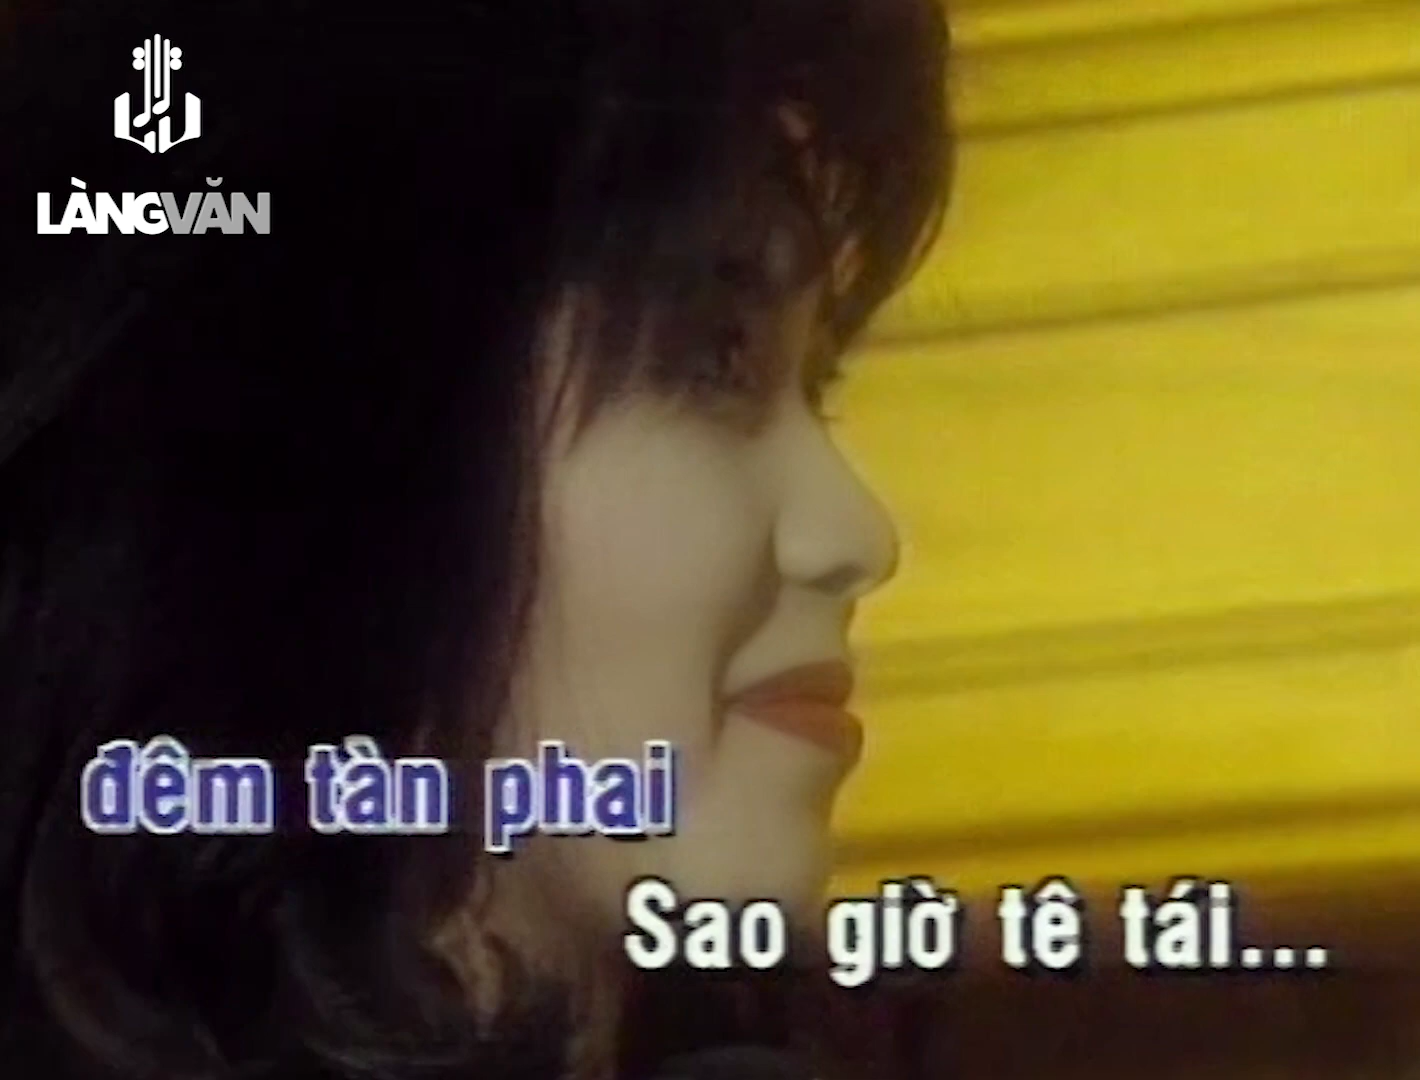 LÀNGVĂN
đêm tàn phai
Sao giờ tê tái...